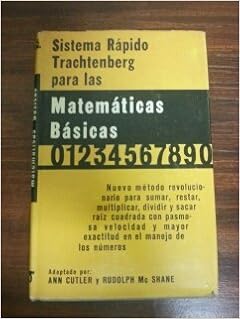 Sistema Rápido
Trachtenberg
para las
Matemáticas
Básicas
01234567890
Nuevo método revolucio-
nario para sumar, restar,
multiplicar, dividir y sacar
raíz cuadrada con pasmo-
sa velocidad y mayor
exactitud en el manejo de
los números
Adaptado por:
ANN CUTLER y RUDOLPH Mc SHANE
Matemáticas Básicas